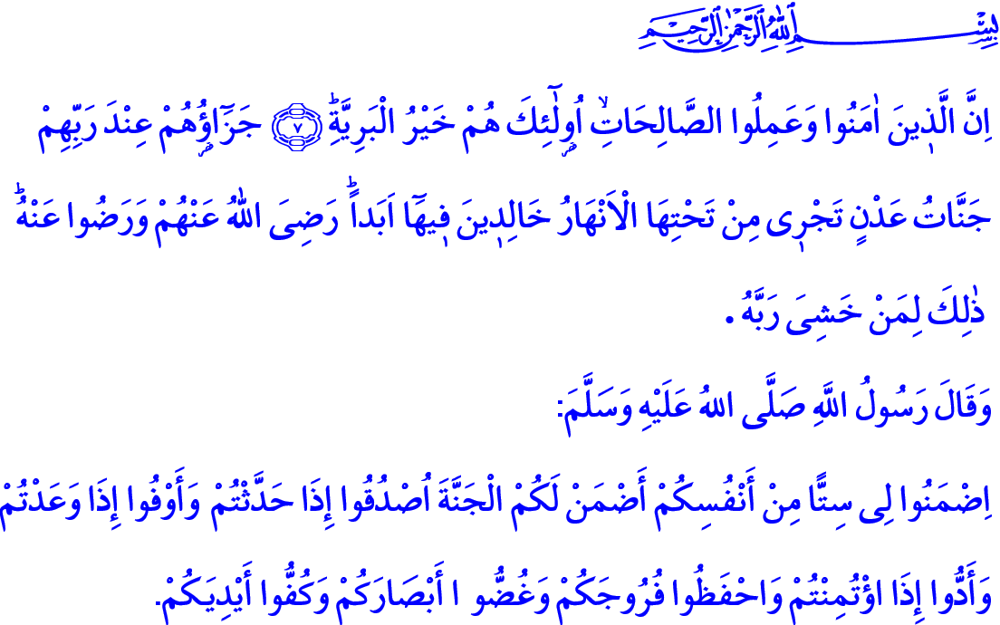 بِسْمِ اللّٰهِ الرَّحْمٰنِ الرَّحِيمِ
اِنَّ الَّذ۪ينَ اٰمَنُوا وَعَمِلُوا الصَّالِحَاتِۙ اُو۬لٰٓئِكَ هُمْ خَيْرُ الْبَرِيَّةِۜ ﴿٧﴾ جَزَٓاؤُ۬هُمْ عِنْدَ رَبِّهِمْ
جَنَّاتُ عَدْنٍ تَجْر۪ى مِنْ تَحْتِهَا الْاَنْهَارُ خَالِد۪ينَ ف۪يهَٓا اَبَداًۜ رَضِىَ اللّٰهُ عَنْهُمْ وَرَضُوا عَنْهُۜ
ذٰلِكَ لِمَنْ خَشِىَ رَبَّهُ .
وَقَالَ رَسُولُ اللَّهِ صَلَّى اللهُ عَلَيْهِ وَسَلَّمَ:
اِضْمَنُوا لِى سِتًّا مِنْ أَنْفُسِكُمْ أَضْمَنْ لَكُمْ الْجَنَّةَ اُصْدُقُوا إِذَا حَدَّثْتُمْ وَأَوْفُوا إِذَا وَعَدْتُمْ
وَأَدُّوا إِذَا اؤْتُمِنْتُمْ وَاحْفَظُوا فُرُوجَكُمْ وَغُضُّو ا أَبْصَارَكُمْ وَكُفُّوا أَيْدِيَكُمْ.